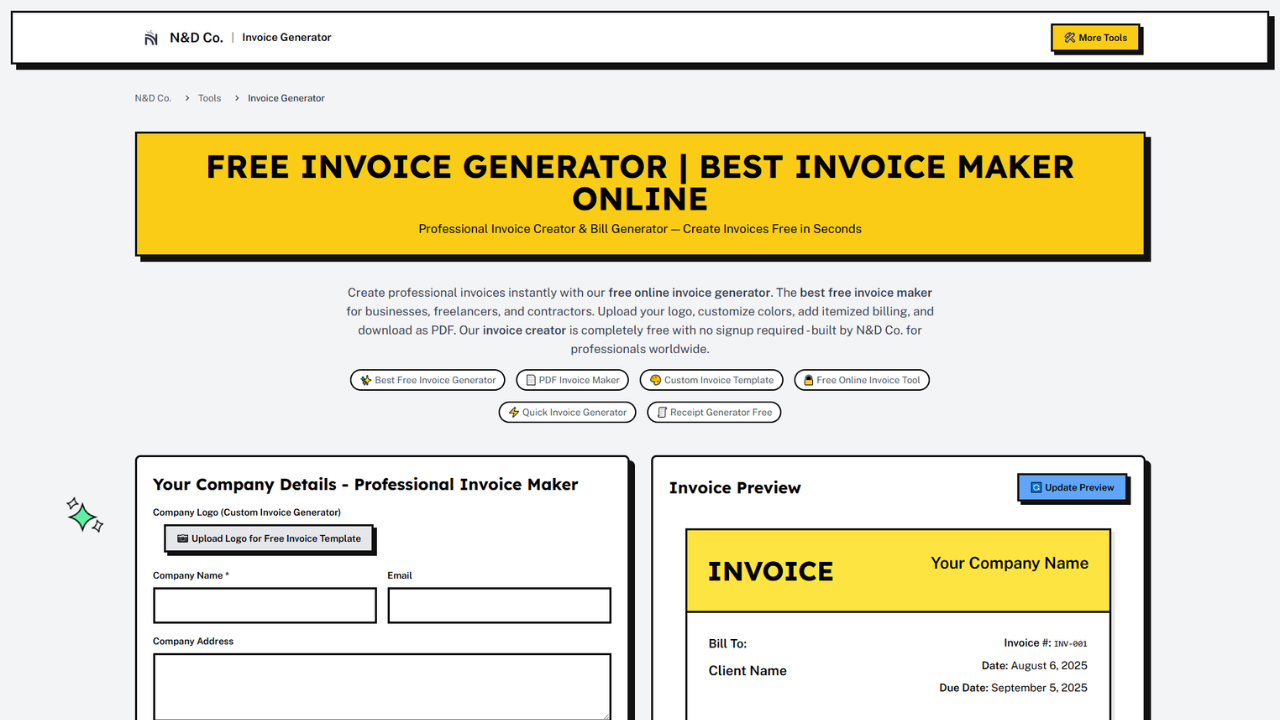 N&D Co. | Invoice Generator
🛠 More Tools
N&D Co. > Tools > Invoice Generator
FREE INVOICE GENERATOR | BEST INVOICE MAKER
ONLINE
Professional Invoice Creator & Bill Generator — Create Invoices Free in Seconds
Create professional invoices instantly with our free online invoice generator. The best free invoice maker
for businesses, freelancers, and contractors. Upload your logo, customize colors, add itemized billing, and
download as PDF. Our invoice creator is completely free with no signup required - built by N&D Co. for
professionals worldwide.
Best Free Invoice Generator
PDF Invoice Maker
Custom Invoice Template
Free Online Invoice Tool
Quick Invoice Generator
Receipt Generator Free
Your Company Details - Professional Invoice Maker
Company Logo (Custom Invoice Generator)
Upload Logo for Free Invoice Template
Company Name *
Email
Company Address
Invoice Preview
Update Preview
INVOICE
Your Company Name
Bill To:
Client Name
Invoice #: INV-001
Date: August 6, 2025
Due Date: September 5, 2025